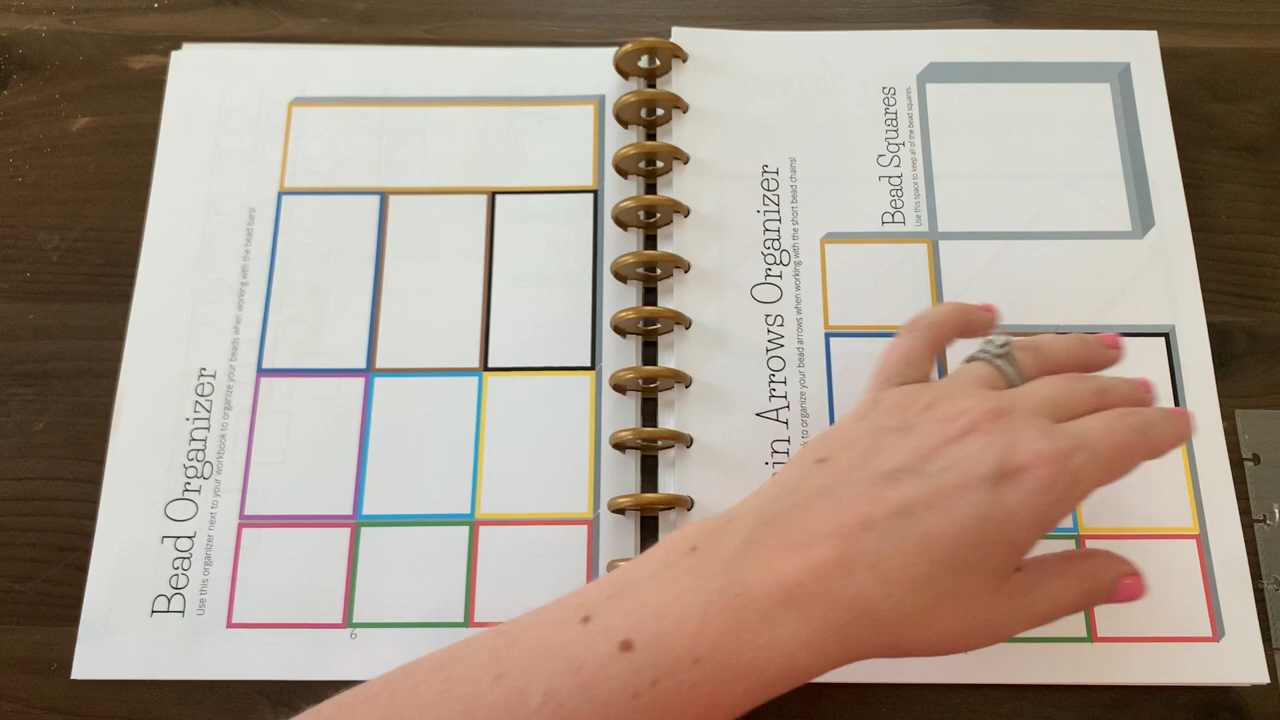 Bead Organizer
Use this organizer next to your workbook to organize your beads when working with the bead bars!
6
in Arrows Organizer
k to organize your bead arrows when working with the short bead chains!
Bead Squares
Use this space to keep all of the bead squares.